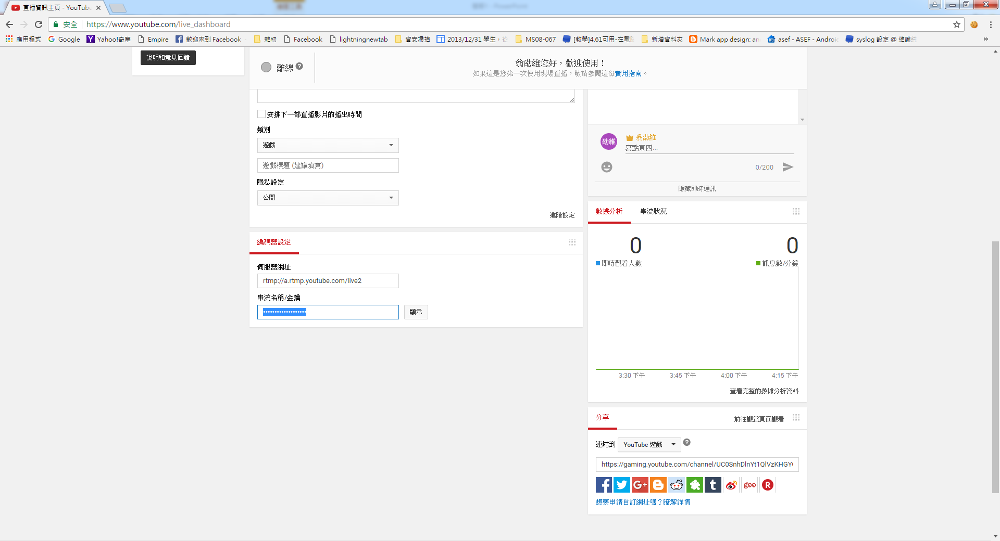 直播資訊主頁 - YouTube
安全 https://www.youtube.com/live_dashboard
應用程式 Google Yahoo!奇摩 Empire 歡迎來到 Facebook 雜物 Facebook lightningnewtab 資安掃描 2013/12/31 學生，從 MS08-067 [教學]4.61可用-在電腦 新增資料夾 Mark app design: an asef - ASEF - Android syslog 設定 @ 維護紀 »
說明和意見回饋
離線
翁劭維您好，歡迎使用！
如果這是您第一次使用現場直播，敬請參閱這份實用指南。
安排下一部直播影片的播出時間
類別
遊戲
遊戲標題 (建議填寫)
隱私設定
公開
進階設定
編碼器設定
伺服器網址
rtmp://a.rtmp.youtube.com/live2
串流名稱/金鑰
••••••••••••••••••• 顯示
劭維
翁劭維
寫點東西...
0/200
隱藏即時通訊
數據分析 串流狀況
0 0
即時觀看人數 訊息數/分鐘
3:30 下午 3:45 下午 4:00 下午 4:15 下午
查看完整的數據分析資料
分享 前往觀賞頁面觀看
連結到 YouTube 遊戲
https://gaming.youtube.com/channel/UC0SnhDlnYt1QlVzKHGY
G+ t goo R
想要申請自訂網址嗎？瞭解詳情